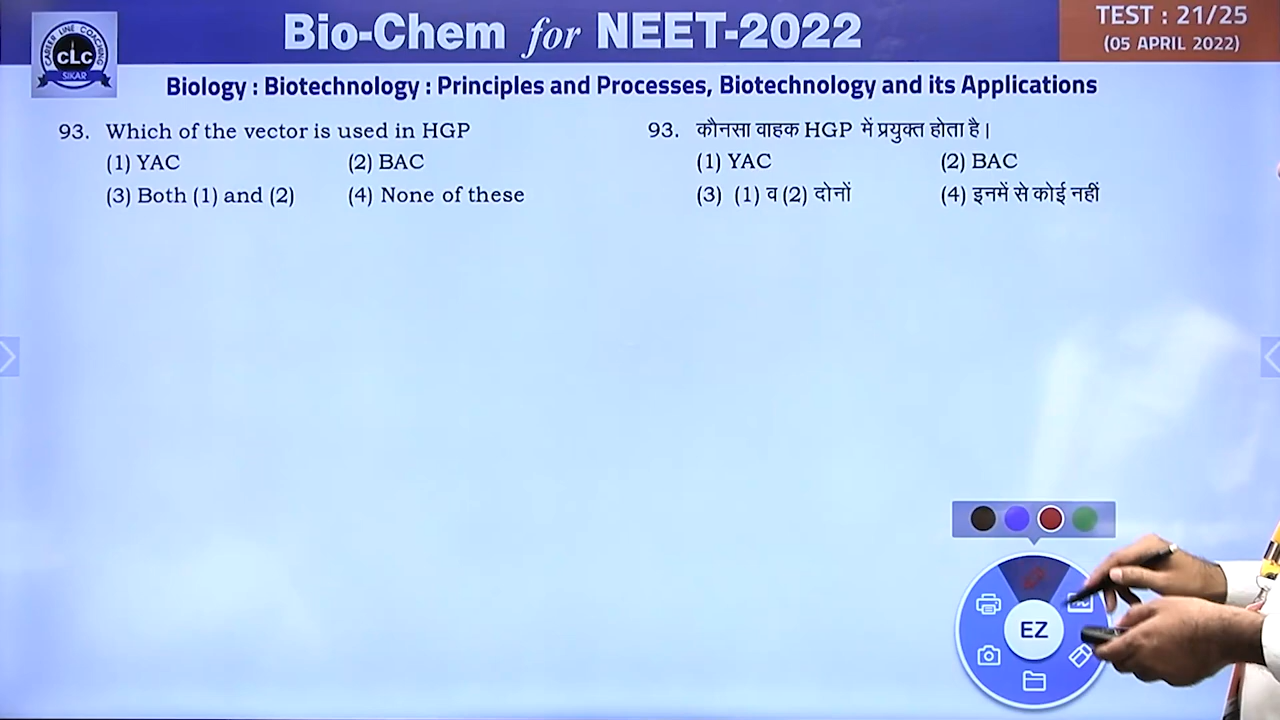 Bio-Chem for NEET-2022
TEST : 21/25
(05 APRIL 2022)
CAREER LINE COACHING
CLC
SIKAR
Biology : Biotechnology : Principles and Processes, Biotechnology and its Applications
93. Which of the vector is used in HGP
(1) YAC (2) BAC
(3) Both (1) and (2) (4) None of these
93. कौनसा वाहक HGP में प्रयुक्त होता है।
(1) YAC (2) BAC
(3) (1) व (2) दोनों (4) इनमें से कोई नहीं
EZ